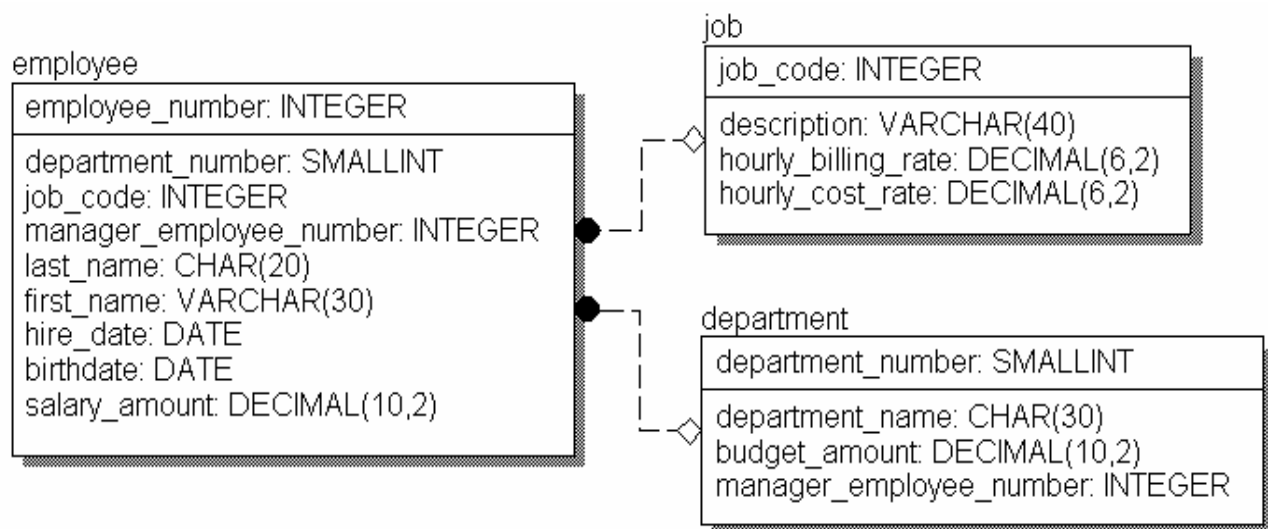 employee
employee_number: INTEGER
department_number: SMALLINT
job_code: INTEGER
manager_employee_number: INTEGER
last_name: CHAR(20)
first_name: VARCHAR(30)
hire_date: DATE
birthdate: DATE
salary_amount: DECIMAL(10,2)
job
job_code: INTEGER
description: VARCHAR(40)
hourly_billing_rate: DECIMAL(6,2)
hourly_cost_rate: DECIMAL(6,2)
department
department_number: SMALLINT
department_name: CHAR(30)
budget_amount: DECIMAL(10,2)
manager_employee_number: INTEGER